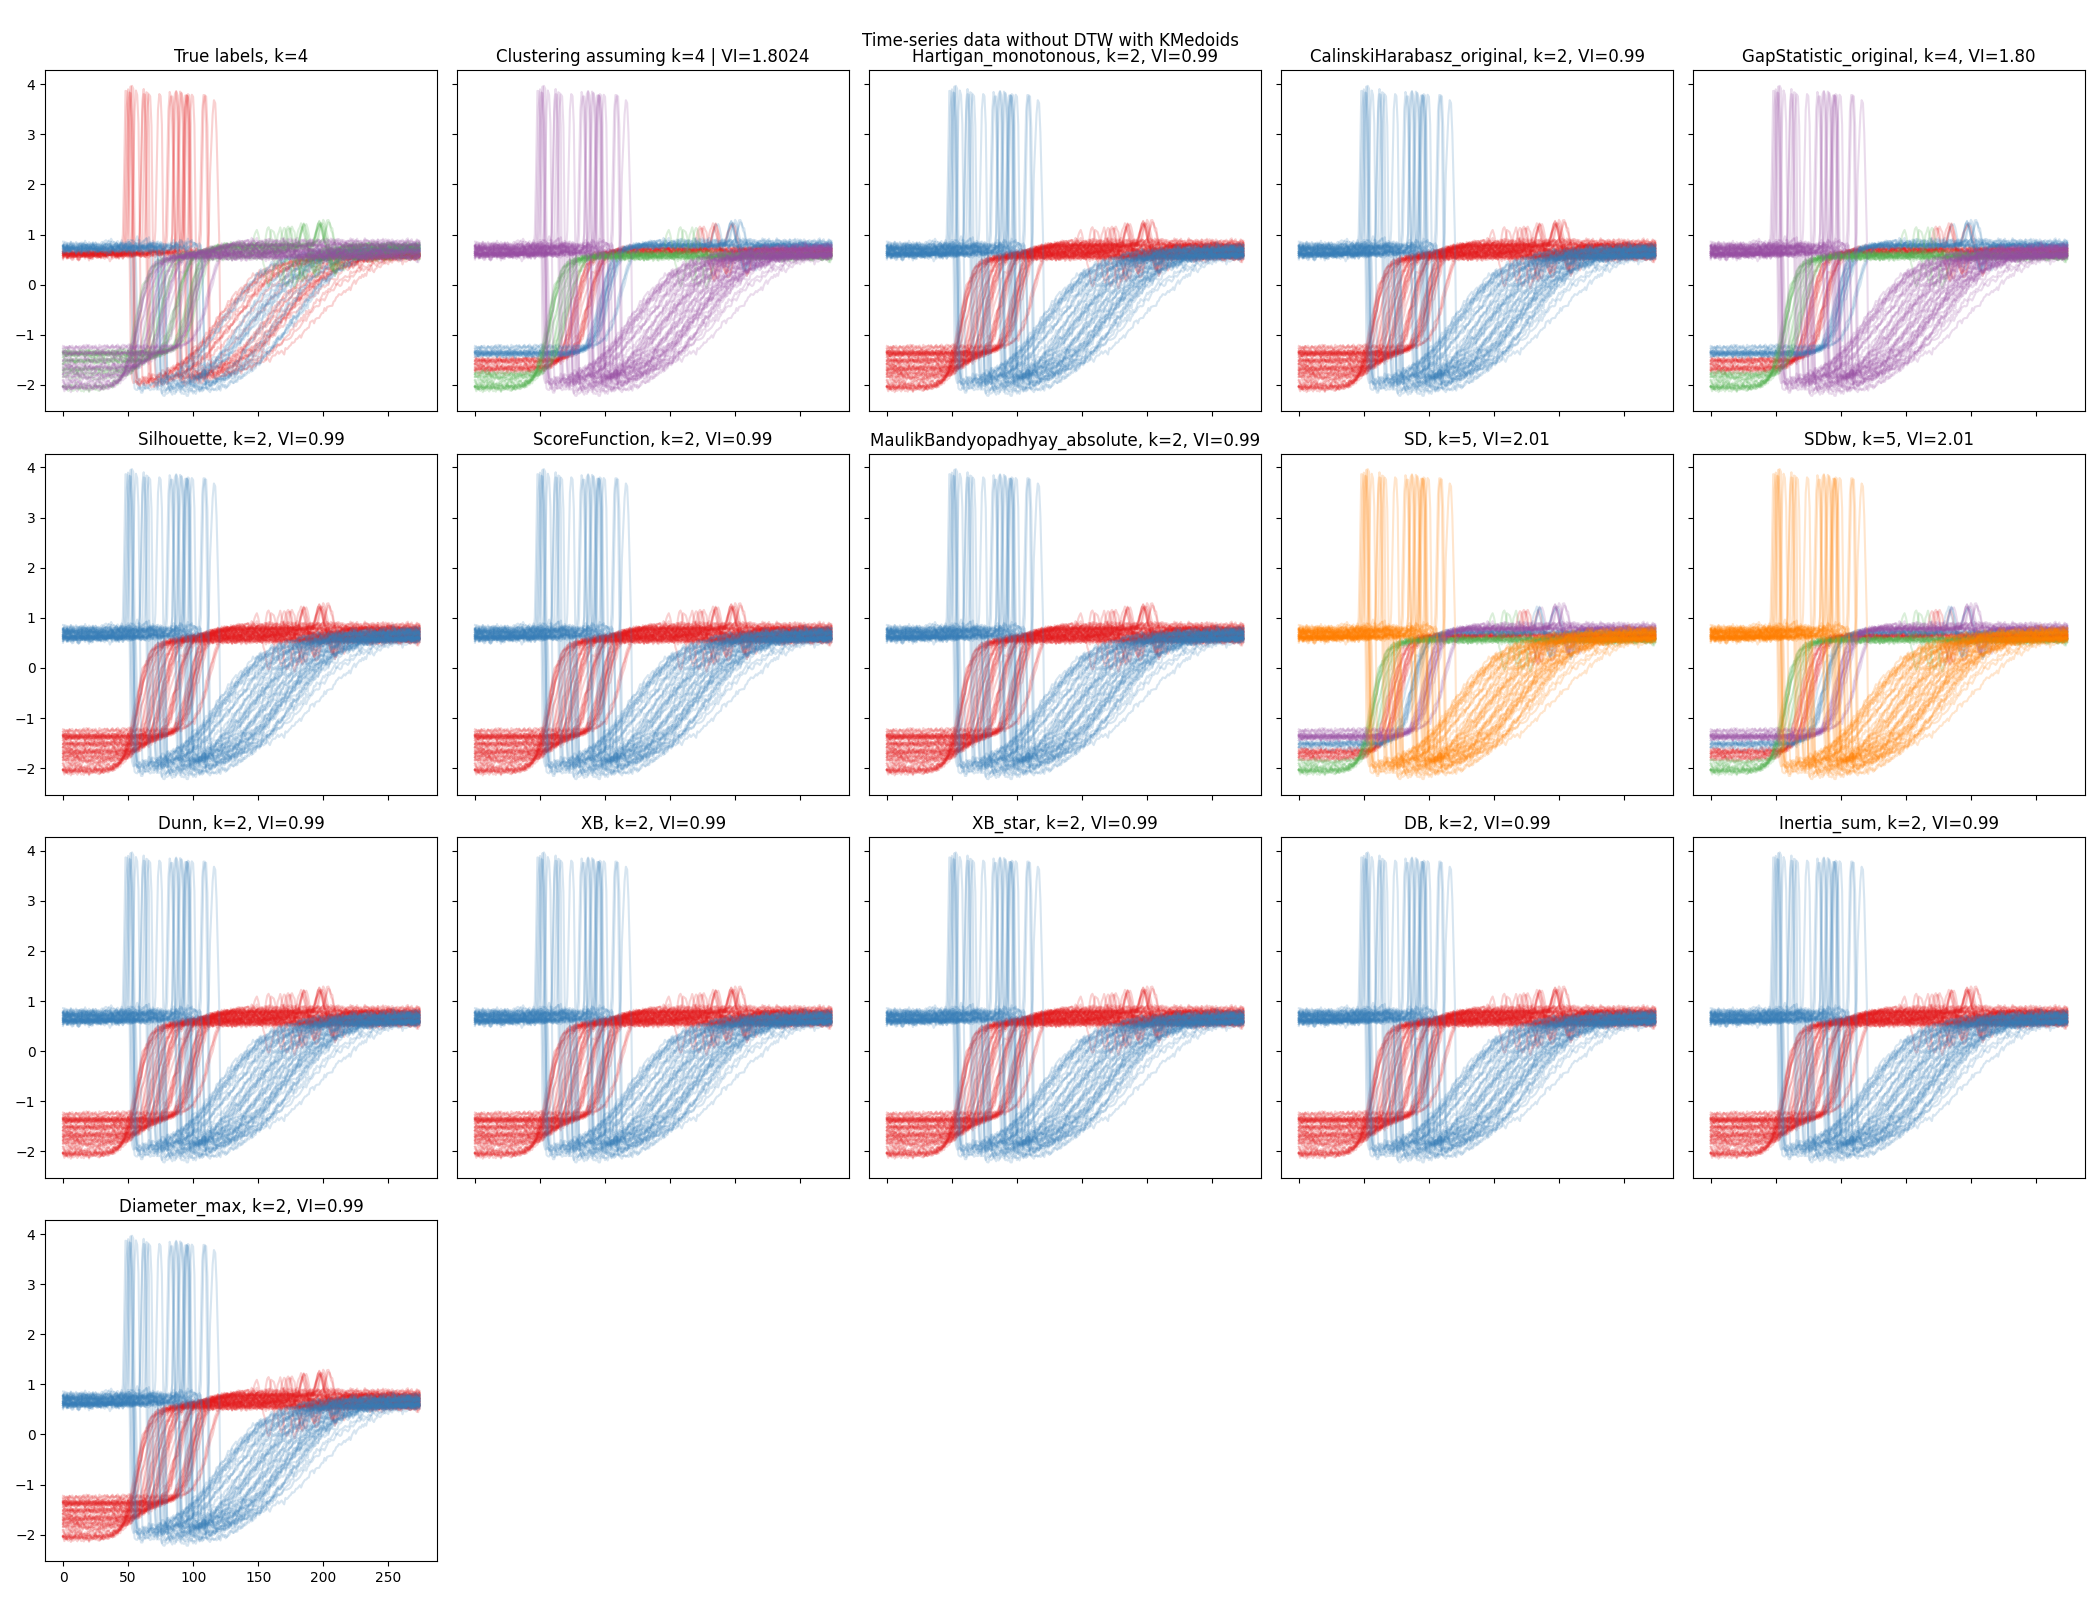 Time-series data without DTW with KMedoids
True labels, k=4
Clustering assuming k=4 | VI=1.8024
Hartigan_monotonous, k=2, VI=0.99
CalinskiHarabasz_original, k=2, VI=0.99
GapStatistic_original, k=4, VI=1.80
4
3
2
1
0
−1
−2
Silhouette, k=2, VI=0.99
ScoreFunction, k=2, VI=0.99
MaulikBandyopadhyay_absolute, k=2, VI=0.99
SD, k=5, VI=2.01
SDbw, k=5, VI=2.01
4
3
2
1
0
−1
−2
Dunn, k=2, VI=0.99
XB, k=2, VI=0.99
XB_star, k=2, VI=0.99
DB, k=2, VI=0.99
Inertia_sum, k=2, VI=0.99
4
3
2
1
0
−1
−2
Diameter_max, k=2, VI=0.99
4
3
2
1
0
−1
−2
0 50 100 150 200 250